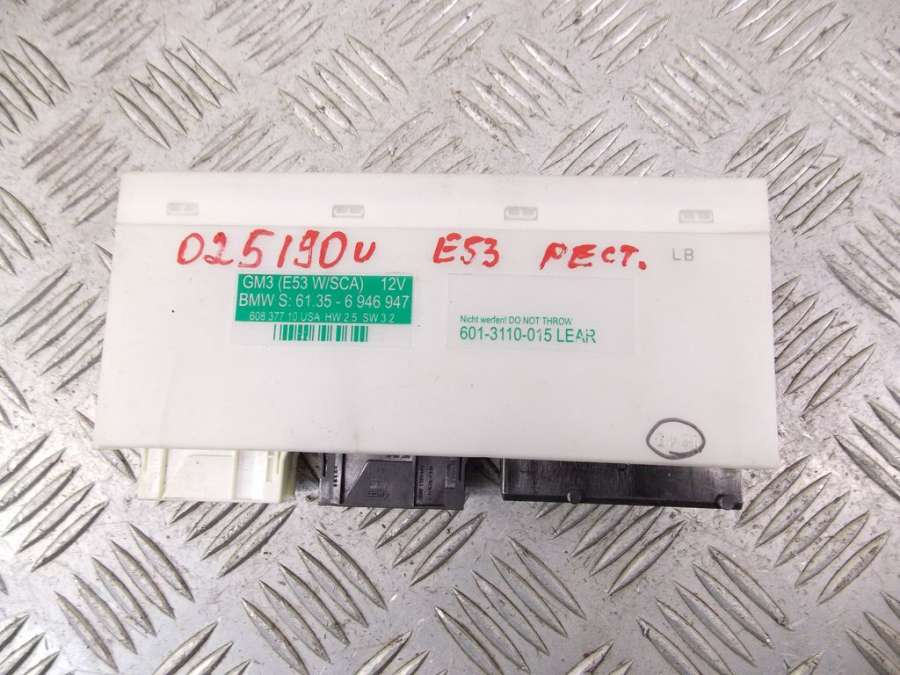 025190u E53 рест.
LB
GM3 (E53 W/SCA) 12V
BMW S: 61.35 - 6 946 947
608 377 10 USA HW 2.5 SW 3.2
Nicht werfen! DO NOT THROW
601-3110-015 LEAR